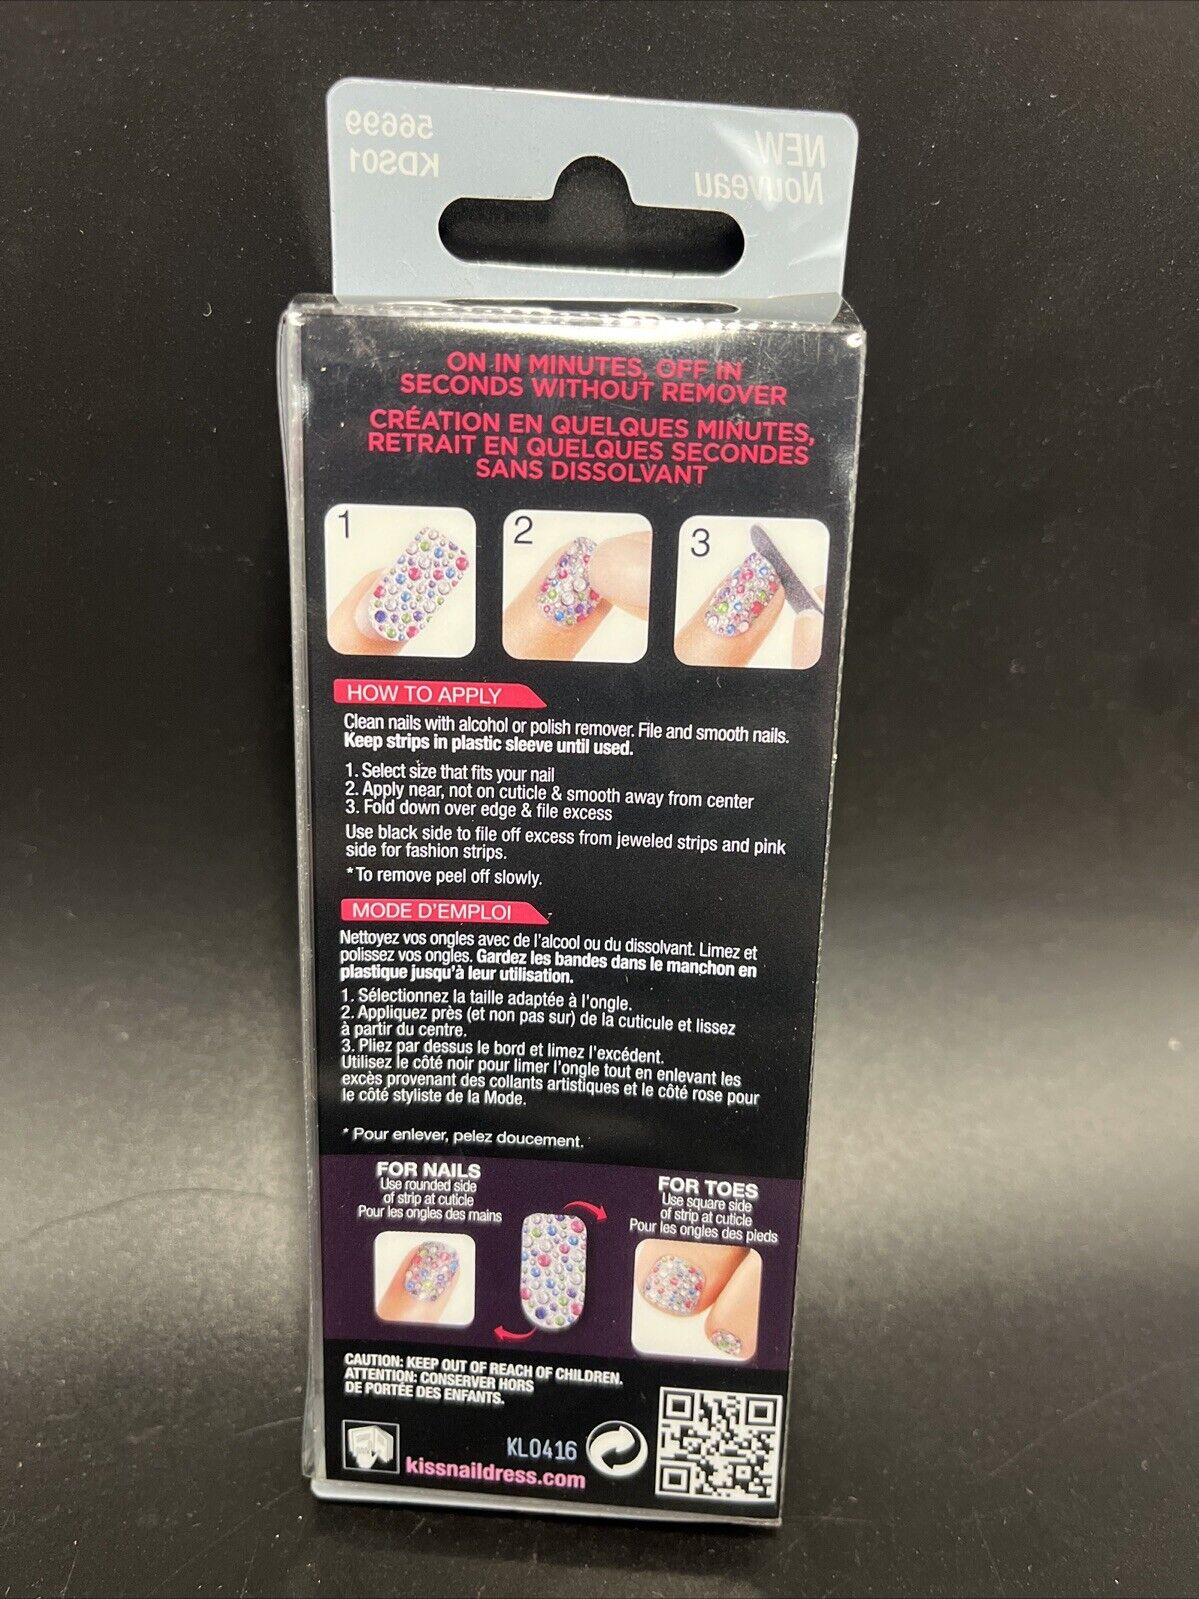 56699
KDS01
NEW
Nouveau
ON IN MINUTES, OFF IN
SECONDS WITHOUT REMOVER
CRÉATION EN QUELQUES MINUTES,
RETRAIT EN QUELQUES SECONDES
SANS DISSOLVANT
1
2
3
HOW TO APPLY
Clean nails with alcohol or polish remover. File and smooth nails.
Keep strips in plastic sleeve until used.
1. Select size that fits your nail
2. Apply near, not on cuticle & smooth away from center
3. Fold down over edge & file excess
Use black side to file off excess from jeweled strips and pink
side for fashion strips.
*To remove peel off slowly.
MODE D'EMPLOI
Nettoyez vos ongles avec de l'alcool ou du dissolvant. Limez et
polissez vos ongles. Gardez les bandes dans le manchon en
plastique jusqu'à leur utilisation.
1. Sélectionnez la taille adaptée à l'ongle.
2. Appliquez près (et non pas sur) de la cuticule et lissez
à partir du centre.
3. Pliez par dessus le bord et limez l'excédent.
Utilisez le côté noir pour limer l'ongle tout en enlevant les
excès provenant des collants artistiques et le côté rose pour
le côté styliste de la Mode.
* Pour enlever, pelez doucement.
FOR NAILS
Use rounded side
of strip at cuticle
Pour les ongles des mains
FOR TOES
Use square side
of strip at cuticle
Pour les ongles des pieds
CAUTION: KEEP OUT OF REACH OF CHILDREN.
ATTENTION: CONSERVER HORS
DE PORTÉE DES ENFANTS.
KL0416
kissnaildress.com